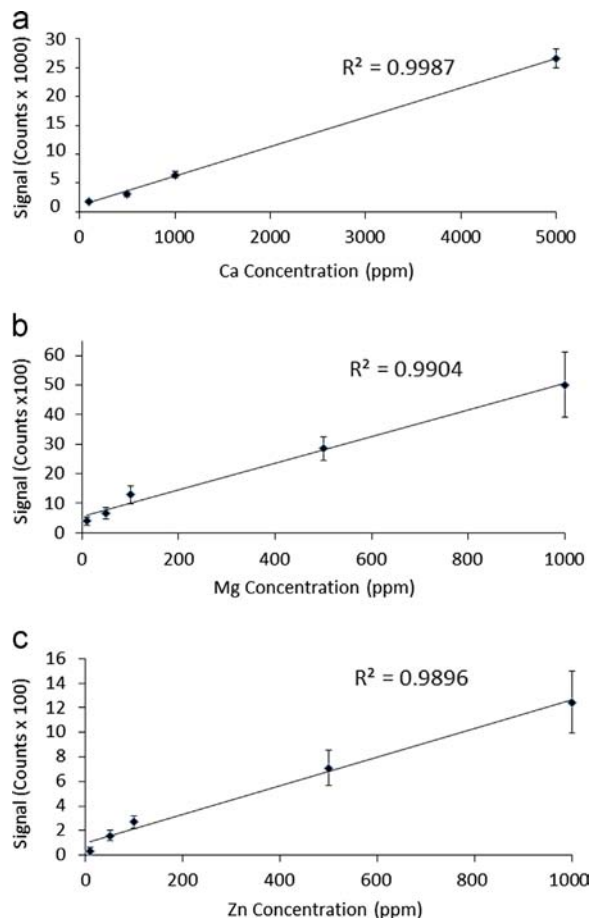 a
Signal (Counts x 1000)
30
25
20
15
10
5
0
R² = 0.9987
0 1000 2000 3000 4000 5000
Ca Concentration (ppm)
b
Signal (Counts x100)
60
50
40
30
20
10
0
R² = 0.9904
200 400 600 800 1000
Mg Concentration (ppm)
c
Signal (Counts x 100)
16
14
12
10
8
6
4
2
0
R² = 0.9896
0 200 400 600 800 1000
Zn Concentration (ppm)